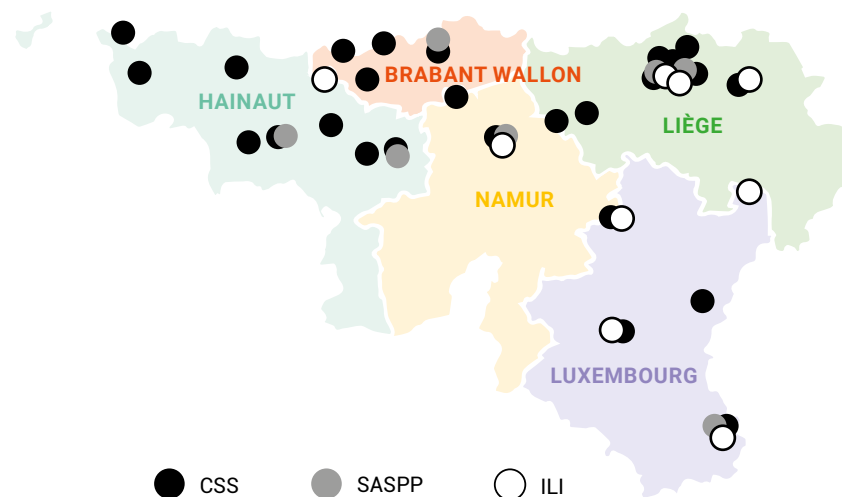 BRABANT WALLON
HAINAUT
LIÈGE
NAMUR
LUXEMBOURG
CSS
SASPP
ILI